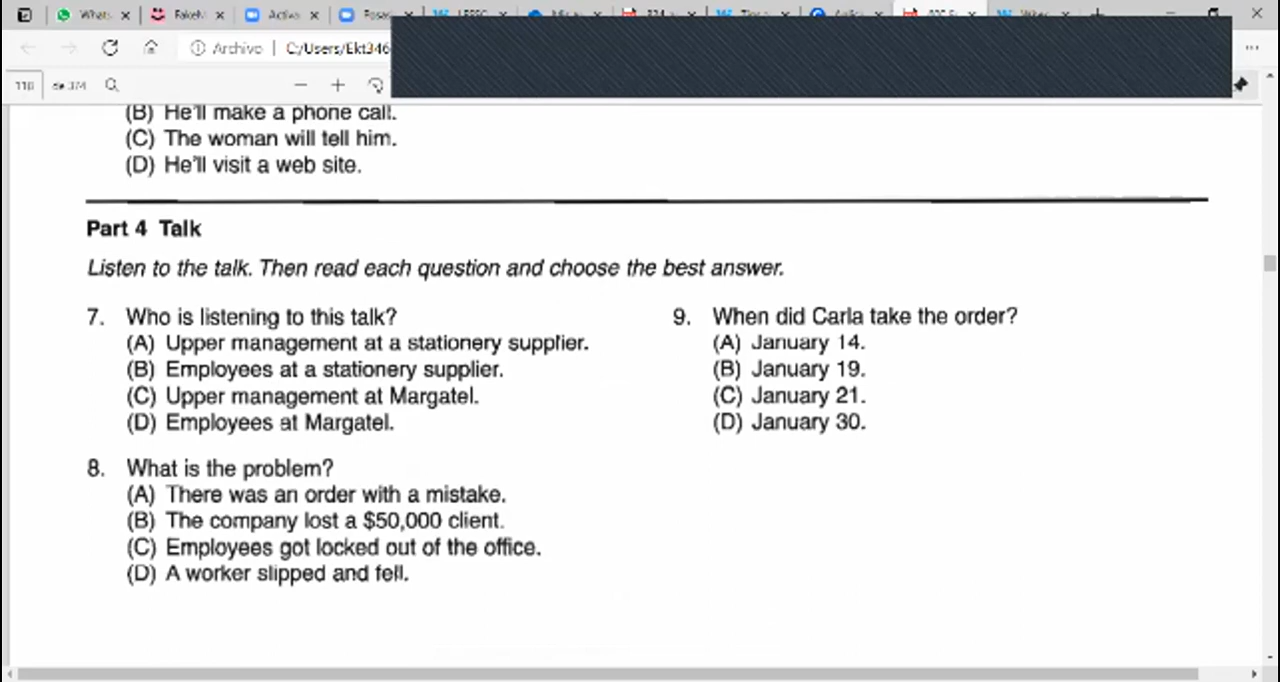 Archivo | C:/Users/Ekt346
118 de 374
(B) He'll make a phone call.
(C) The woman will tell him.
(D) He'll visit a web site.
Part 4 Talk
Listen to the talk. Then read each question and choose the best answer.
7. Who is listening to this talk?
(A) Upper management at a stationery supplier.
(B) Employees at a stationery supplier.
(C) Upper management at Margatel.
(D) Employees at Margatel.
8. What is the problem?
(A) There was an order with a mistake.
(B) The company lost a $50,000 client.
(C) Employees got locked out of the office.
(D) A worker slipped and fell.
9. When did Carla take the order?
(A) January 14.
(B) January 19.
(C) January 21.
(D) January 30.